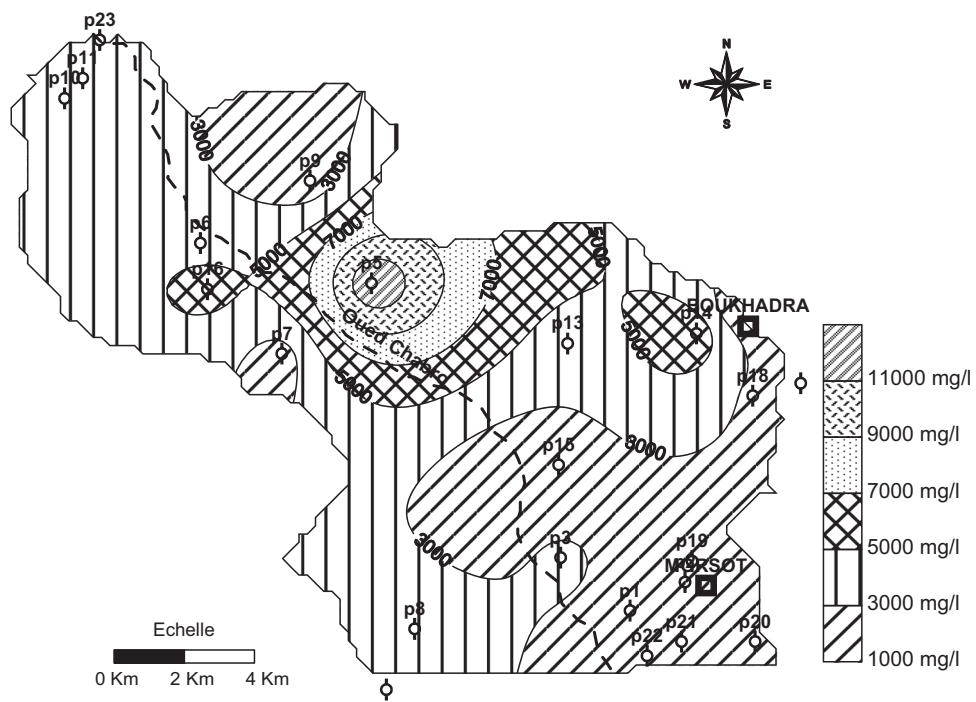 p23
N
p11
p10
W
E
S
3000
p9
3000
p6
7000
5000
5000
p5
p16
7000
BOUKHADRA
p14
p13
5000
Oued Chabro
p7
5000
p18
11000 mg/l
9000 mg/l
3000
p15
7000 mg/l
5000 mg/l
3000
p3
p19
MORSOT
3000 mg/l
p1
p8
Echelle
p21
p20
p22
1000 mg/l
0 Km
2 Km
4 Km